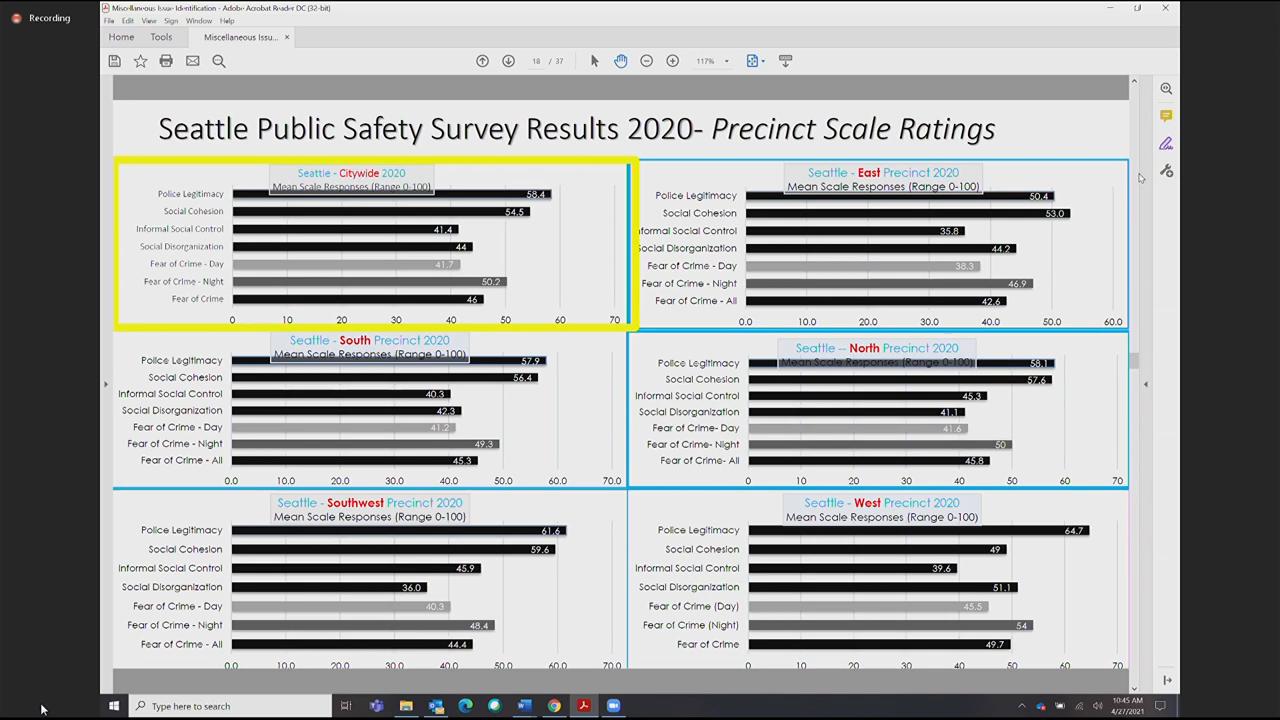 Recording
Miscellaneous Issue Identification - Adobe Acrobat Reader DC (32-bit)
File Edit View Sign Window Help
Home Tools Miscellaneous Issu... ×
18 / 37 117%
Seattle Public Safety Survey Results 2020- Precinct Scale Ratings
Seattle - Citywide 2020
Mean Scale Responses (Range 0-100)
Police Legitimacy 58.4
Social Cohesion 54.5
Informal Social Control 41.4
Social Disorganization 44
Fear of Crime - Day 41.7
Fear of Crime - Night 50.2
Fear of Crime 46
0 10 20 30 40 50 60 70
Seattle - East Precinct 2020
Mean Scale Responses (Range 0-100)
Police Legitimacy 50.4
Social Cohesion 53.0
nformal Social Control 35.8
Social Disorganization 44.2
Fear of Crime - Day 38.3
Fear of Crime - Night 46.9
Fear of Crime - All 42.6
0.0 10.0 20.0 30.0 40.0 50.0 60.0
Seattle - South Precinct 2020
Mean Scale Responses (Range 0-100)
Police Legitimacy 57.9
Social Cohesion 56.4
Informal Social Control 40.3
Social Disorganization 42.3
Fear of Crime - Day 41.2
Fear of Crime - Night 49.3
Fear of Crime - All 45.3
0.0 10.0 20.0 30.0 40.0 50.0 60.0 70.0
Seattle -- North Precinct 2020
Mean Scale Responses (Range 0-100)
Police Legitimacy 58.1
Social Cohesion 57.6
Informal Social Control 45.3
Social Disorganization 41.1
Fear of Crime- Day 41.6
Fear of Crime- Night 50
Fear of Crime- All 45.8
0 10 20 30 40 50 60 70
Seattle - Southwest Precinct 2020
Mean Scale Responses (Range 0-100)
Police Legitimacy 61.6
Social Cohesion 59.6
Informal Social Control 45.9
Social Disorganization 36.0
Fear of Crime - Day 40.3
Fear of Crime - Night 48.4
Fear of Crime - All 44.4
0.0 10.0 20.0 30.0 40.0 50.0 60.0 70.0
Seattle - West Precinct 2020
Mean Scale Responses (Range 0-100)
Police Legitimacy 64.7
Social Cohesion 49
Informal Social Control 39.6
Social Disorganization 51.1
Fear of Crime (Day) 45.5
Fear of Crime (Night) 54
Fear of Crime 49.7
0 10 20 30 40 50 60 70
Type here to search
10:45 AM
4/27/2021